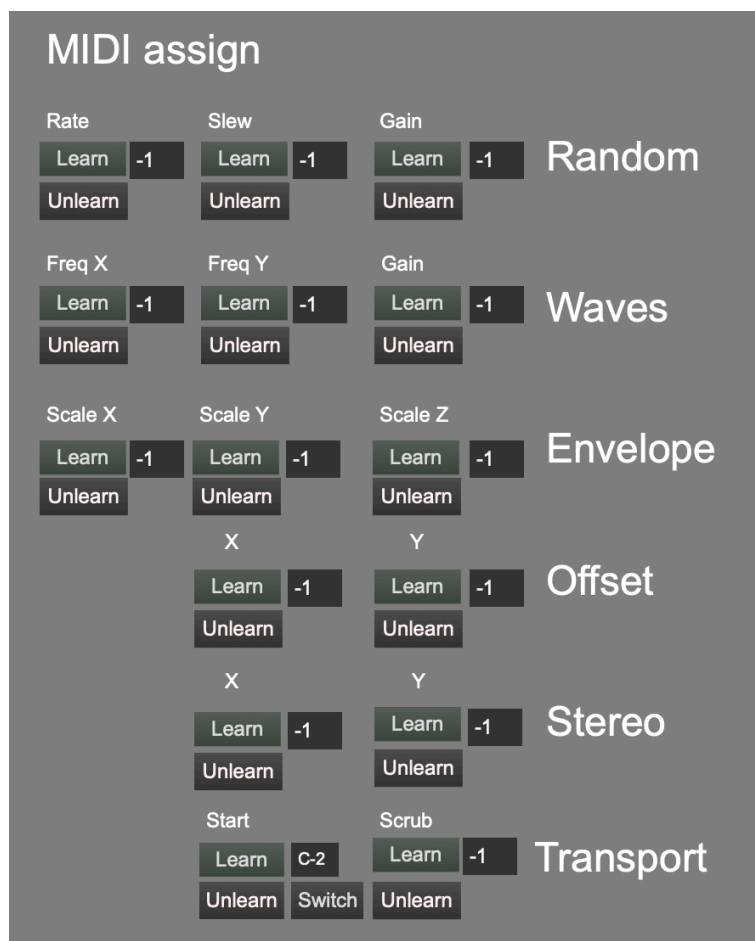 MIDI assign
Rate Slew Gain
Learn -1 Learn -1 Learn -1 Random
Unlearn Unlearn Unlearn
Freq X Freq Y Gain
Learn -1 Learn -1 Learn -1 Waves
Unlearn Unlearn Unlearn
Scale X Scale Y Scale Z
Learn -1 Learn -1 Learn -1 Envelope
Unlearn Unlearn Unlearn
X Y
Learn -1 Learn -1 Offset
Unlearn Unlearn
X Y
Learn -1 Learn -1 Stereo
Unlearn Unlearn
Start Scrub
Learn C-2 Learn -1 Transport
Unlearn Switch Unlearn